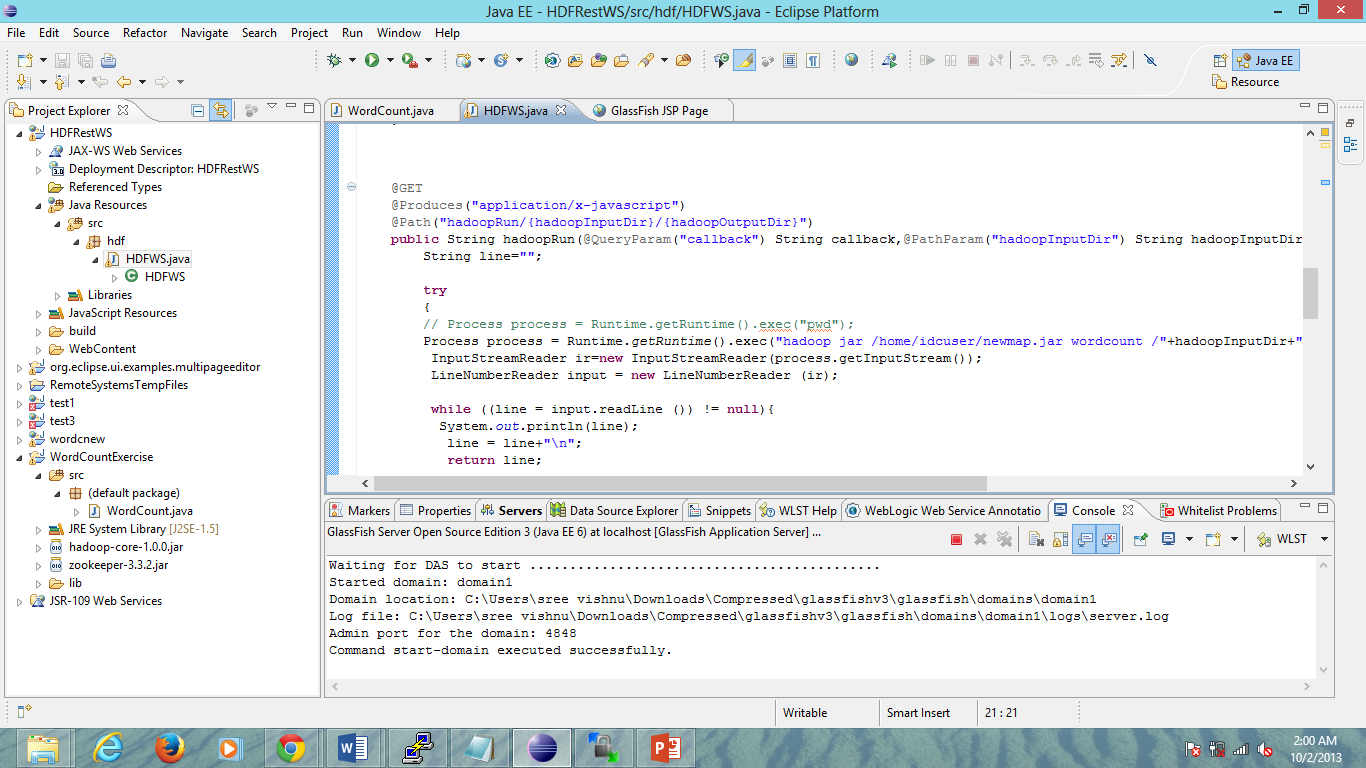 Java EE - HDFRestWS/src/hdf/HDFWS.java - Eclipse Platform
File Edit Source Refactor Navigate Search Project Run Window Help
Java EE
Resource
Project Explorer
HDFRestWS
JAX-WS Web Services
Deployment Descriptor: HDFRestWS
Referenced Types
Java Resources
src
hdf
HDFWS.java
HDFWS
Libraries
JavaScript Resources
build
WebContent
org.eclipse.ui.examples.multipageeditor
RemoteSystemsTempFiles
test1
test3
wordcnew
WordCountExercise
src
(default package)
WordCount.java
JRE System Library [J2SE-1.5]
hadoop-core-1.0.0.jar
zookeeper-3.3.2.jar
lib
JSR-109 Web Services
WordCount.java HDFWS.java GlassFish JSP Page
@GET
@Produces("application/x-javascript")
@Path("hadoopRun/{hadoopInputDir}/{hadoopOutputDir}")
public String hadoopRun(@QueryParam("callback") String callback,@PathParam("hadoopInputDir") String hadoopInputDir
String line="";
try
{
// Process process = Runtime.getRuntime().exec("pwd");
Process process = Runtime.getRuntime().exec("hadoop jar /home/idcuser/newmap.jar wordcount /"+hadoopInputDir+"
InputStreamReader ir=new InputStreamReader(process.getInputStream());
LineNumberReader input = new LineNumberReader (ir);
while ((line = input.readLine ()) != null){
System.out.println(line);
line = line+"\n";
return line;
Markers Properties Servers Data Source Explorer Snippets WLST Help WebLogic Web Service Annotatio Console Whitelist Problems
GlassFish Server Open Source Edition 3 (Java EE 6) at localhost [GlassFish Application Server] ...
WLST
Waiting for DAS to start ............................................
Started domain: domain1
Domain location: C:\Users\sree vishnu\Downloads\Compressed\glassfishv3\glassfish\domains\domain1
Log file: C:\Users\sree vishnu\Downloads\Compressed\glassfishv3\glassfish\domains\domain1\logs\server.log
Admin port for the domain: 4848
Command start-domain executed successfully.
Writable Smart Insert 21 : 21
2:00 AM
10/2/2013